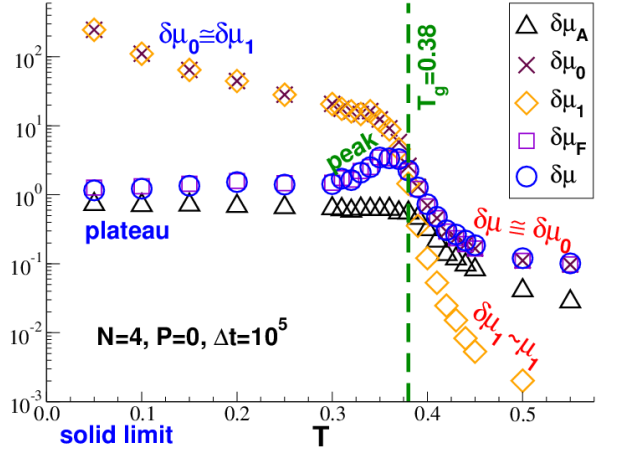 δμ₀≅δμ₁
T_g=0.38
δμ_A
δμ₀
δμ₁
δμ_F
δμ
peak
plateau
δμ ≅ δμ₀
δμ₁~μ₁
N=4, P=0, Δt=10⁵
10²
10¹
10⁰
10⁻¹
10⁻²
10⁻³
0.0
0.1
0.2
0.3
0.4
0.5
solid limit
T